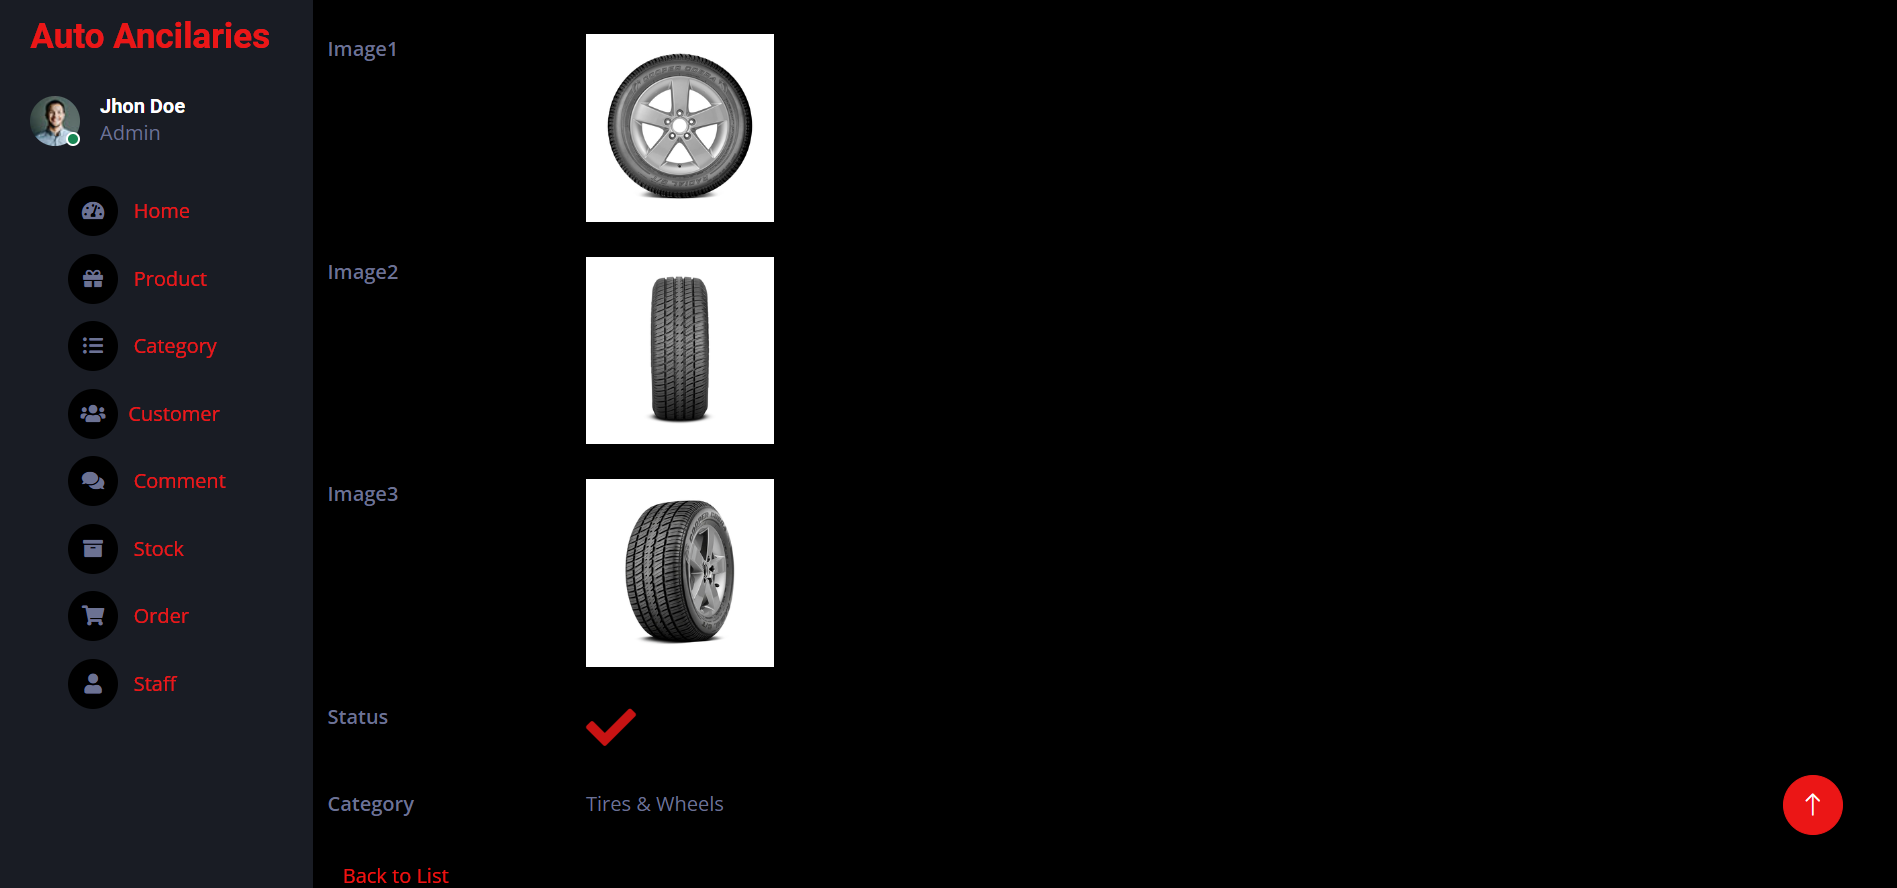 Auto Ancilaries
Jhon Doe
Admin
Home
Product
Category
Customer
Comment
Stock
Order
Staff
Image1
Image2
Image3
Status
Category
Tires & Wheels
Back to List